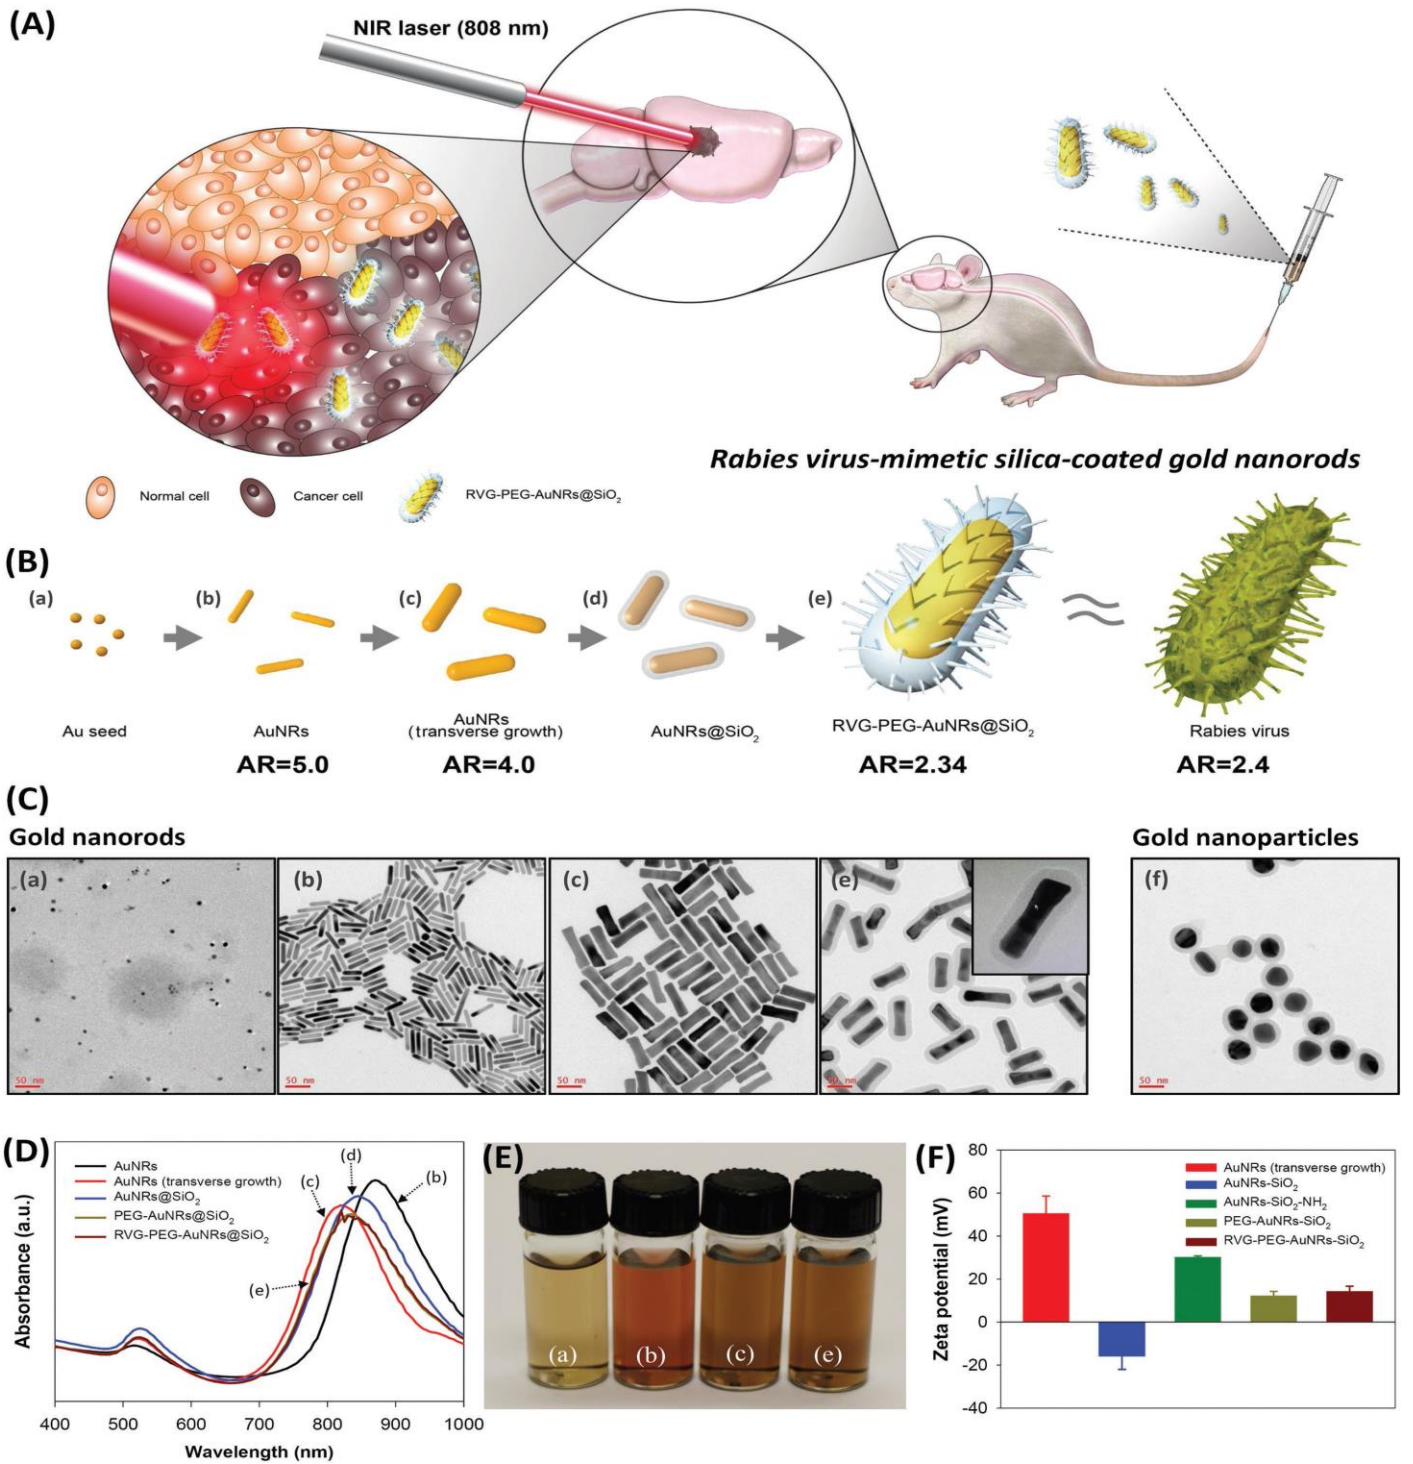 (A)
NIR laser (808 nm)
Normal cell
Cancer cell
RVG-PEG-AuNRs@SiO₂
Rabies virus-mimetic silica-coated gold nanorods
(B)
(a)
(b)
(c)
(d)
(e)
Au seed
AuNRs
AuNRs
(transverse growth)
AuNRs@SiO₂
RVG-PEG-AuNRs@SiO₂
Rabies virus
AR=5.0
AR=4.0
AR=2.34
AR=2.4
(C)
Gold nanorods
Gold nanoparticles
(a)
50 nm
(b)
50 nm
(c)
50 nm
(e)
50 nm
(f)
50 nm
(D)
AuNRs
AuNRs (transverse growth)
AuNRs@SiO₂
PEG-AuNRs@SiO₂
RVG-PEG-AuNRs@SiO₂
(c)
(d)
(b)
(e)
Absorbance (a.u.)
400
500
600
700
800
900
1000
Wavelength (nm)
(E)
(a)
(b)
(c)
(e)
(F)
Zeta potential (mV)
80
60
40
20
0
-20
-40
AuNRs (transverse growth)
AuNRs-SiO₂
AuNRs-SiO₂-NH₂
PEG-AuNRs-SiO₂
RVG-PEG-AuNRs-SiO₂